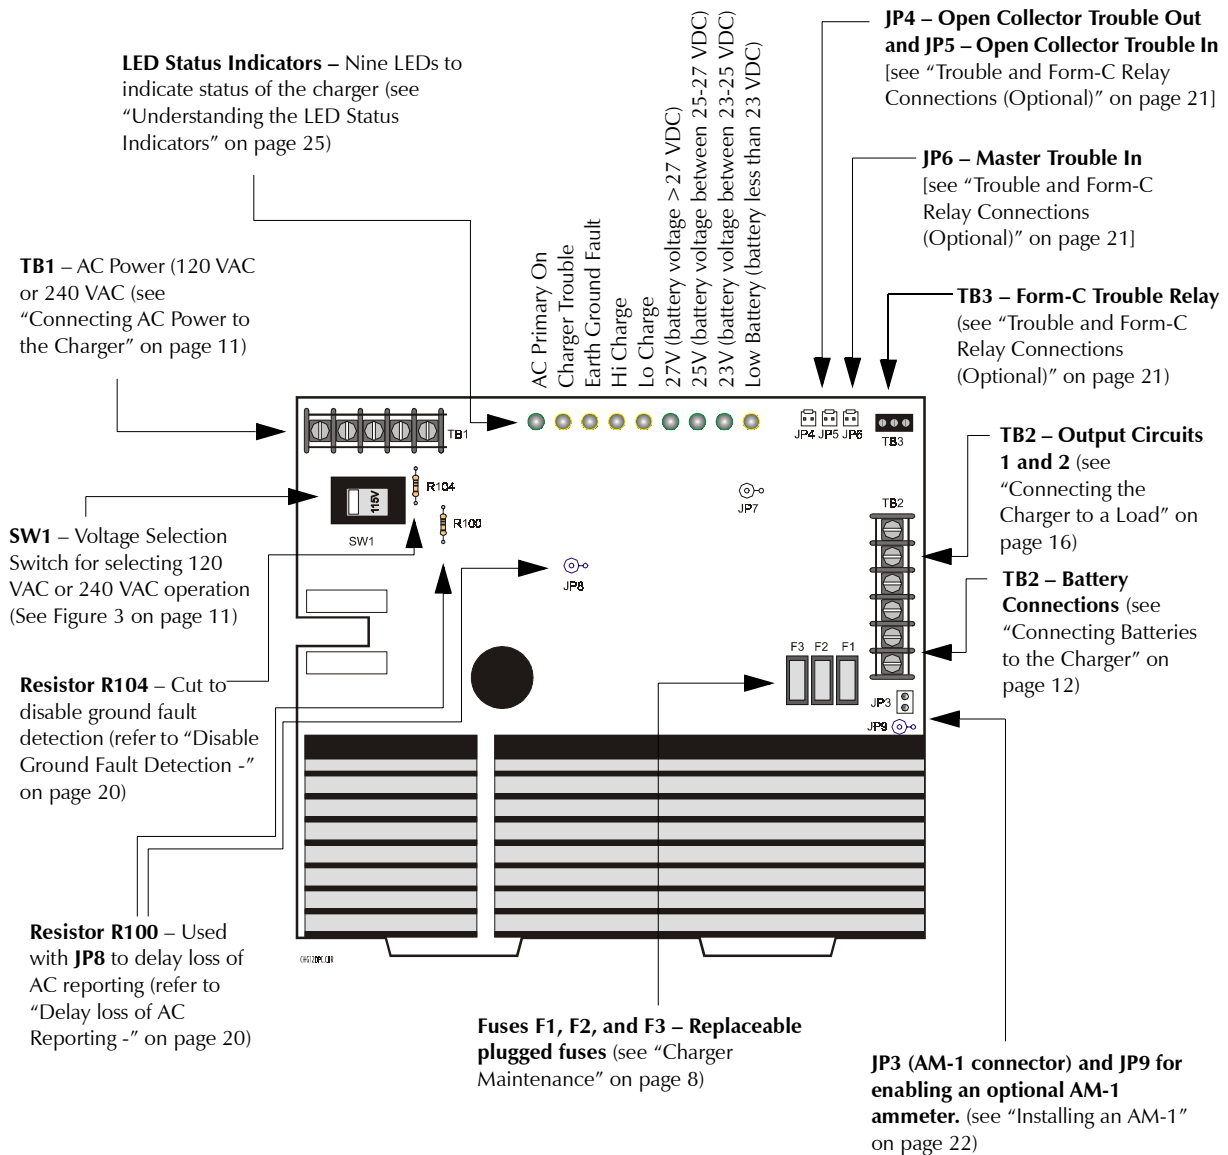 JP4 – Open Collector Trouble Out
and JP5 – Open Collector Trouble In
[see “Trouble and Form-C Relay
Connections (Optional)” on page 21]
LED Status Indicators – Nine LEDs to
indicate status of the charger (see
“Understanding the LED Status
Indicators” on page 25)
JP6 – Master Trouble In
[see “Trouble and Form-C
Relay Connections
(Optional)” on page 21]
TB1 – AC Power (120 VAC
or 240 VAC (see
“Connecting AC Power to
the Charger” on page 11)
AC Primary On
Charger Trouble
Earth Ground Fault
Hi Charge
Lo Charge
27V (battery voltage >27 VDC)
25V (battery voltage between 25-27 VDC)
23V (battery voltage between 23-25 VDC)
Low Battery (battery less than 23 VDC)
TB3 – Form-C Trouble Relay
(see “Trouble and Form-C
Relay Connections
(Optional)” on page 21)
TB1
JP4 JP5 JP6
TB3
TB2 – Output Circuits
1 and 2 (see
“Connecting the
Charger to a Load” on
page 16)
R104
115V
SW1
R100
JP7
TB2
SW1 – Voltage Selection
Switch for selecting 120
VAC or 240 VAC operation
(See Figure 3 on page 11)
JP8
TB2 – Battery
Connections (see
“Connecting Batteries
to the Charger” on
page 12)
F3 F2 F1
JP3
JP9
Resistor R104 – Cut to
disable ground fault
detection (refer to “Disable
Ground Fault Detection -”
on page 20)
Resistor R100 – Used
with JP8 to delay loss of
AC reporting (refer to
“Delay loss of AC
Reporting -” on page 20)
Fuses F1, F2, and F3 – Replaceable
plugged fuses (see “Charger
Maintenance” on page 8)
JP3 (AM-1 connector) and JP9 for
enabling an optional AM-1
ammeter. (see “Installing an AM-1”
on page 22)